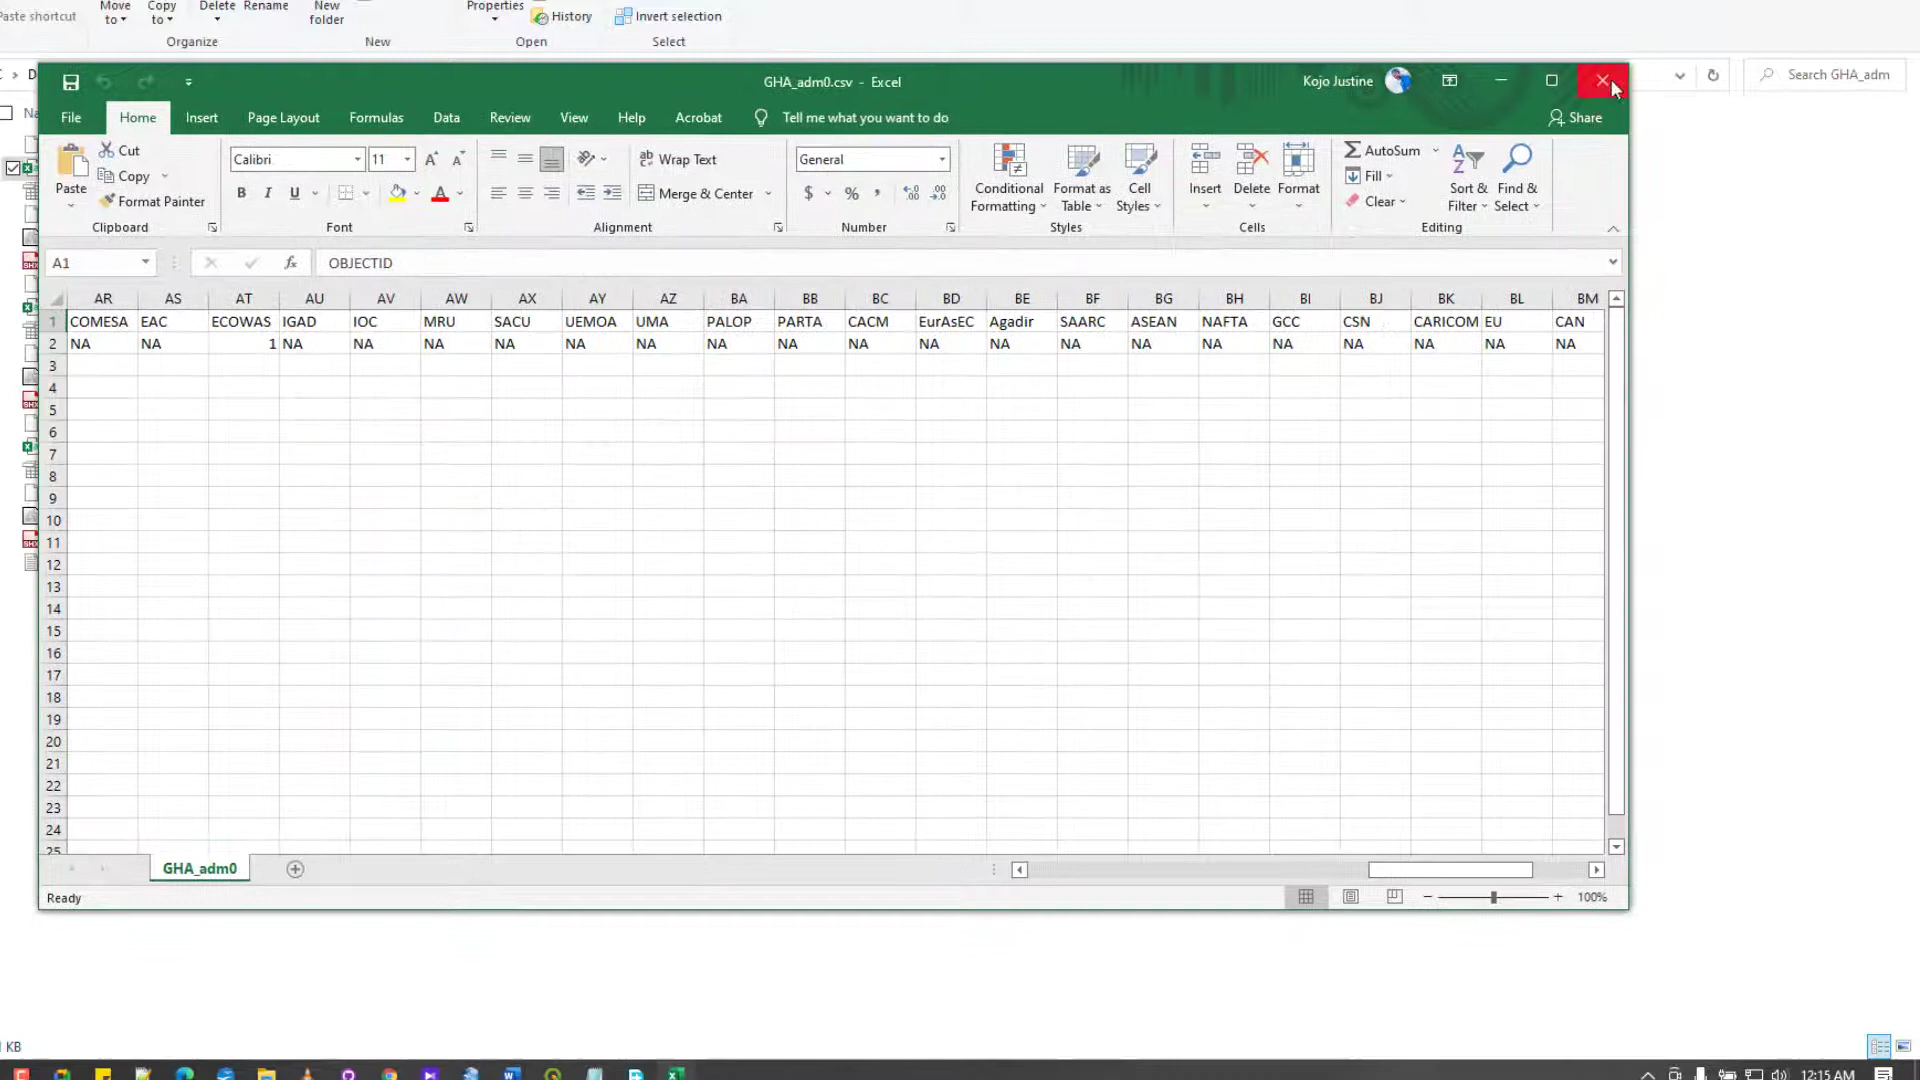 Paste shortcut
Move to
Copy to
Delete
Rename
New folder
Properties
History
Invert selection
Organize
New
Open
Select
Search GHA_adm
GHA_adm0.csv - Excel
Kojo Justine
File Home Insert Page Layout Formulas Data Review View Help Acrobat Tell me what you want to do Share
Paste
Cut
Copy
Format Painter
Clipboard
Calibri 11
B I U
Font
Wrap Text
Merge & Center
Alignment
General
$ % ,
Number
Conditional Formatting
Format as Table
Cell Styles
Styles
Insert
Delete
Format
Cells
AutoSum
Fill
Clear
Sort & Filter
Find & Select
Editing
A1 fx OBJECTID
AR AS AT AU AV AW AX AY AZ BA BB BC BD BE BF BG BH BI BJ BK BL BM
1 COMESA EAC ECOWAS IGAD IOC MRU SACU UEMOA UMA PALOP PARTA CACM EurAsEC Agadir SAARC ASEAN NAFTA GCC CSN CARICOM EU CAN
2 NA NA 1 NA NA NA NA NA NA NA NA NA NA NA NA NA NA NA NA NA NA NA
3
4
5
6
7
8
9
10
11
12
13
14
15
16
17
18
19
20
21
22
23
24
25
GHA_adm0
Ready
100%
KB
12:15 AM